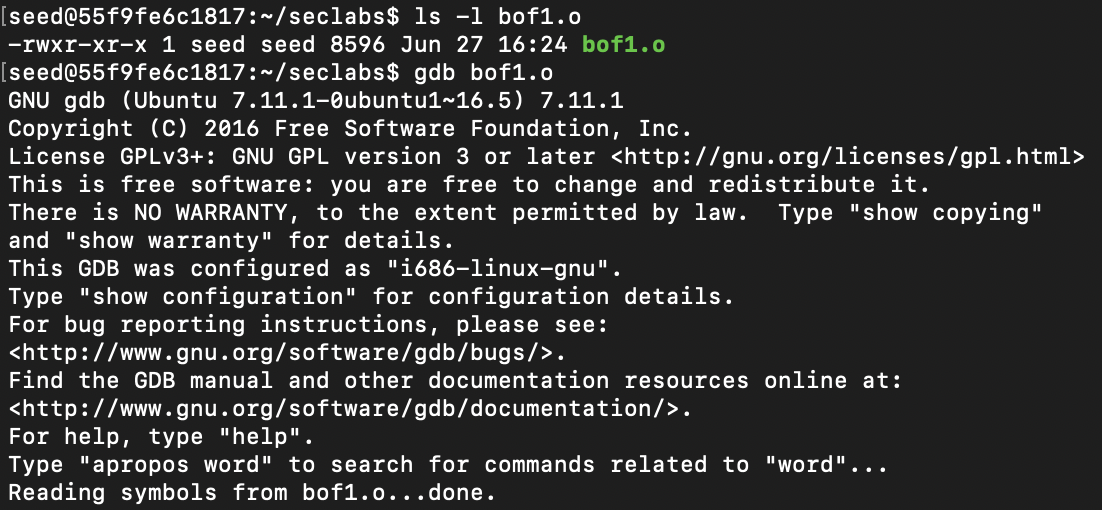 [seed@55f9fe6c1817:~/seclabs$ ls -l bof1.o
-rwxr-xr-x 1 seed seed 8596 Jun 27 16:24 bof1.o
[seed@55f9fe6c1817:~/seclabs$ gdb bof1.o
GNU gdb (Ubuntu 7.11.1-0ubuntu1~16.5) 7.11.1
Copyright (C) 2016 Free Software Foundation, Inc.
License GPLv3+: GNU GPL version 3 or later <http://gnu.org/licenses/gpl.html>
This is free software: you are free to change and redistribute it.
There is NO WARRANTY, to the extent permitted by law.  Type "show copying"
and "show warranty" for details.
This GDB was configured as "i686-linux-gnu".
Type "show configuration" for configuration details.
For bug reporting instructions, please see:
<http://www.gnu.org/software/gdb/bugs/>.
Find the GDB manual and other documentation resources online at:
<http://www.gnu.org/software/gdb/documentation/>.
For help, type "help".
Type "apropos word" to search for commands related to "word"...
Reading symbols from bof1.o...done.